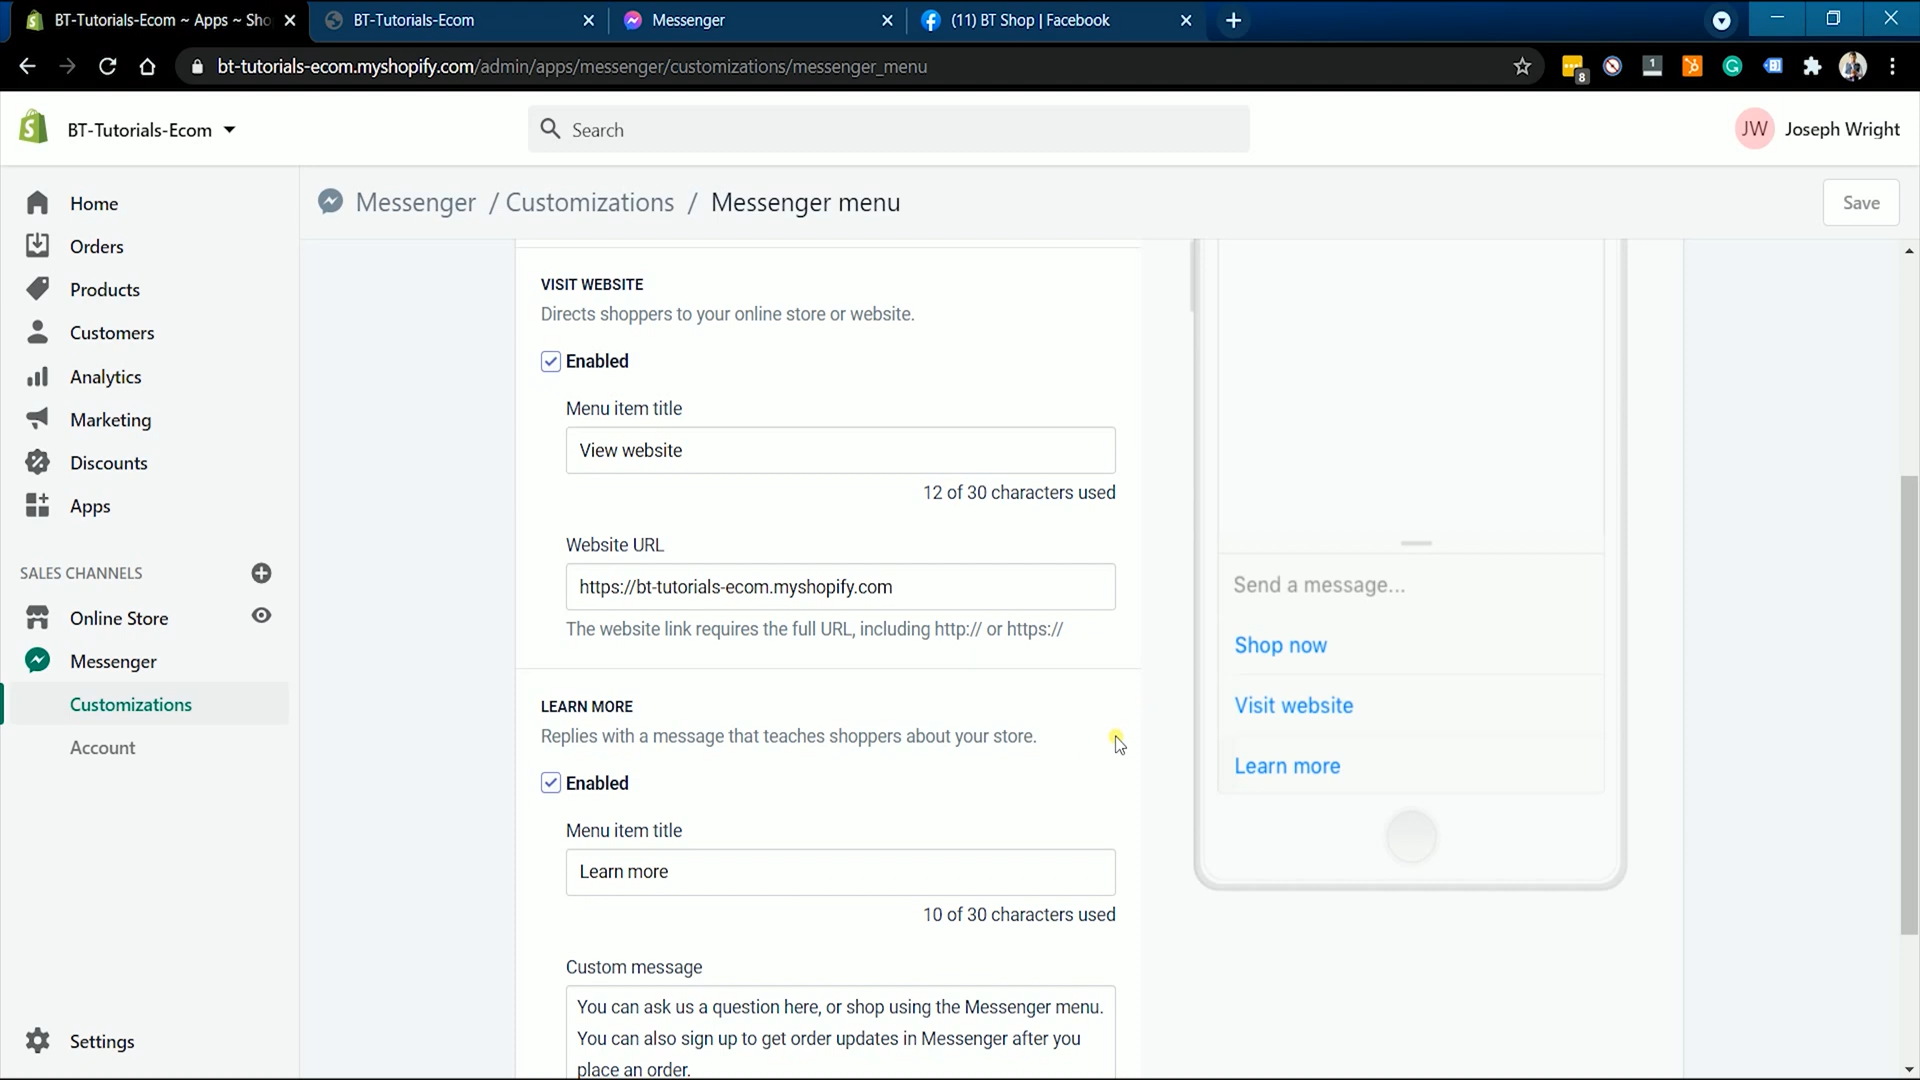 BT-Tutorials-Ecom ~ Apps ~ Sho
BT-Tutorials-Ecom
Messenger
(11) BT Shop | Facebook
bt-tutorials-ecom.myshopify.com/admin/apps/messenger/customizations/messenger_menu
8
1
BT-Tutorials-Ecom
Search
JW
Joseph Wright
Home
Orders
Products
Customers
Analytics
Marketing
Discounts
Apps
SALES CHANNELS
Online Store
Messenger
Customizations
Account
Settings
Messenger / Customizations / Messenger menu
Save
VISIT WEBSITE
Directs shoppers to your online store or website.
Enabled
Menu item title
View website
12 of 30 characters used
Website URL
https://bt-tutorials-ecom.myshopify.com
The website link requires the full URL, including http:// or https://
LEARN MORE
Replies with a message that teaches shoppers about your store.
Enabled
Menu item title
Learn more
10 of 30 characters used
Custom message
You can ask us a question here, or shop using the Messenger menu.
You can also sign up to get order updates in Messenger after you
place an order.
Send a message...
Shop now
Visit website
Learn more